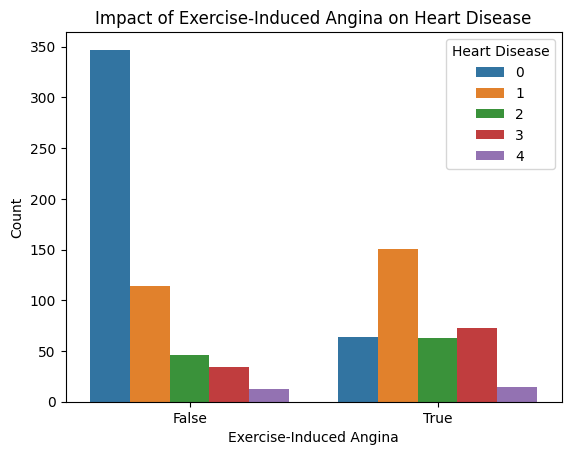 Impact of Exercise-Induced Angina on Heart Disease
Heart Disease
0
1
2
3
4
Count
350
300
250
200
150
100
50
0
False
True
Exercise-Induced Angina